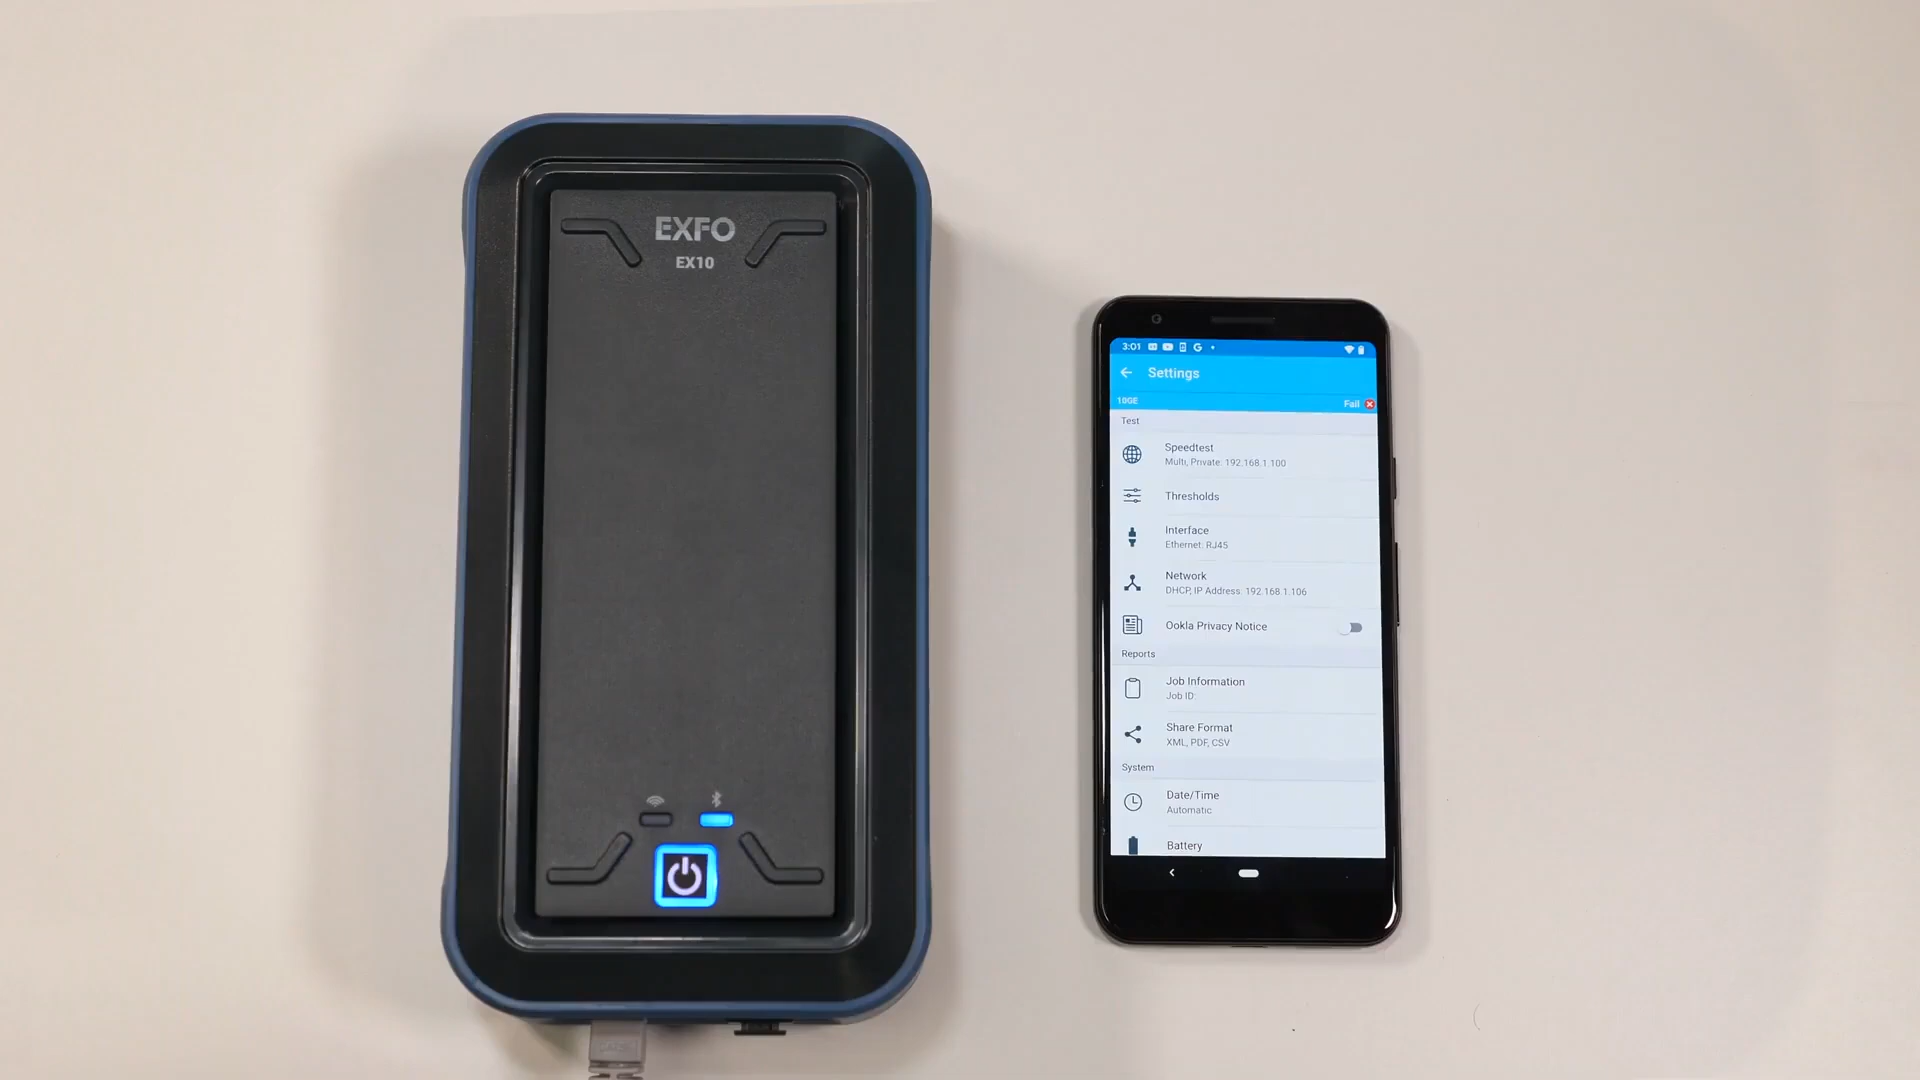 EXFO
EX10
3:01
Settings
10GE
Fail
Test
Speedtest
Multi, Private: 192.168.1.100
Thresholds
Interface
Ethernet: RJ45
Network
DHCP, IP Address: 192.168.1.106
Ookla Privacy Notice
Reports
Job Information
Job ID:
Share Format
XML, PDF, CSV
System
Date/Time
Automatic
Battery